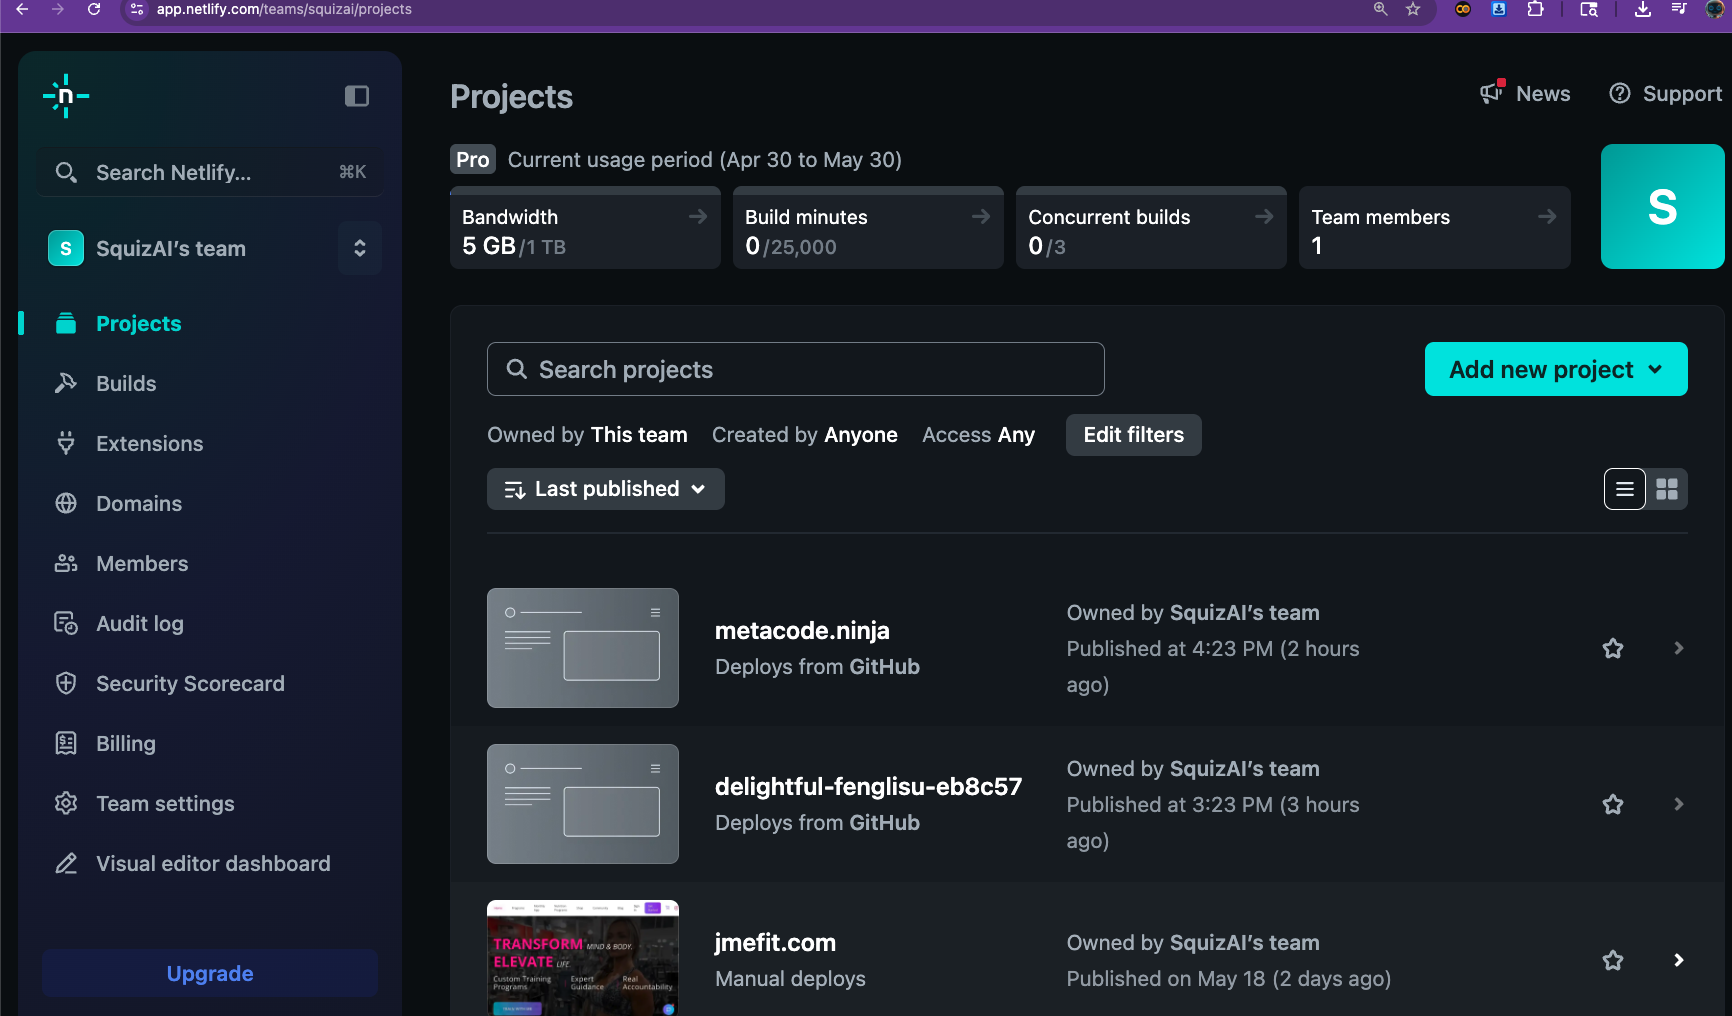 app.netlify.com/teams/squizai/projects
n
Search Netlify... ⌘K
S SquizAI’s team
Projects
Builds
Extensions
Domains
Members
Audit log
Security Scorecard
Billing
Team settings
Visual editor dashboard
Upgrade
Projects
News
Support
Pro Current usage period (Apr 30 to May 30)
Bandwidth
5 GB/1 TB
Build minutes
0/25,000
Concurrent builds
0/3
Team members
1
S
Search projects
Add new project
Owned by This team Created by Anyone Access Any Edit filters
Last published
metacode.ninja
Deploys from GitHub
Owned by SquizAI’s team
Published at 4:23 PM (2 hours
ago)
delightful-fenglisu-eb8c57
Deploys from GitHub
Owned by SquizAI’s team
Published at 3:23 PM (3 hours
ago)
TRANSFORM MIND & BODY,
ELEVATE LIFE.
Custom Training
Programs
Expert
Guidance
Real
Accountability
jmefit.com
Manual deploys
Owned by SquizAI’s team
Published on May 18 (2 days ago)